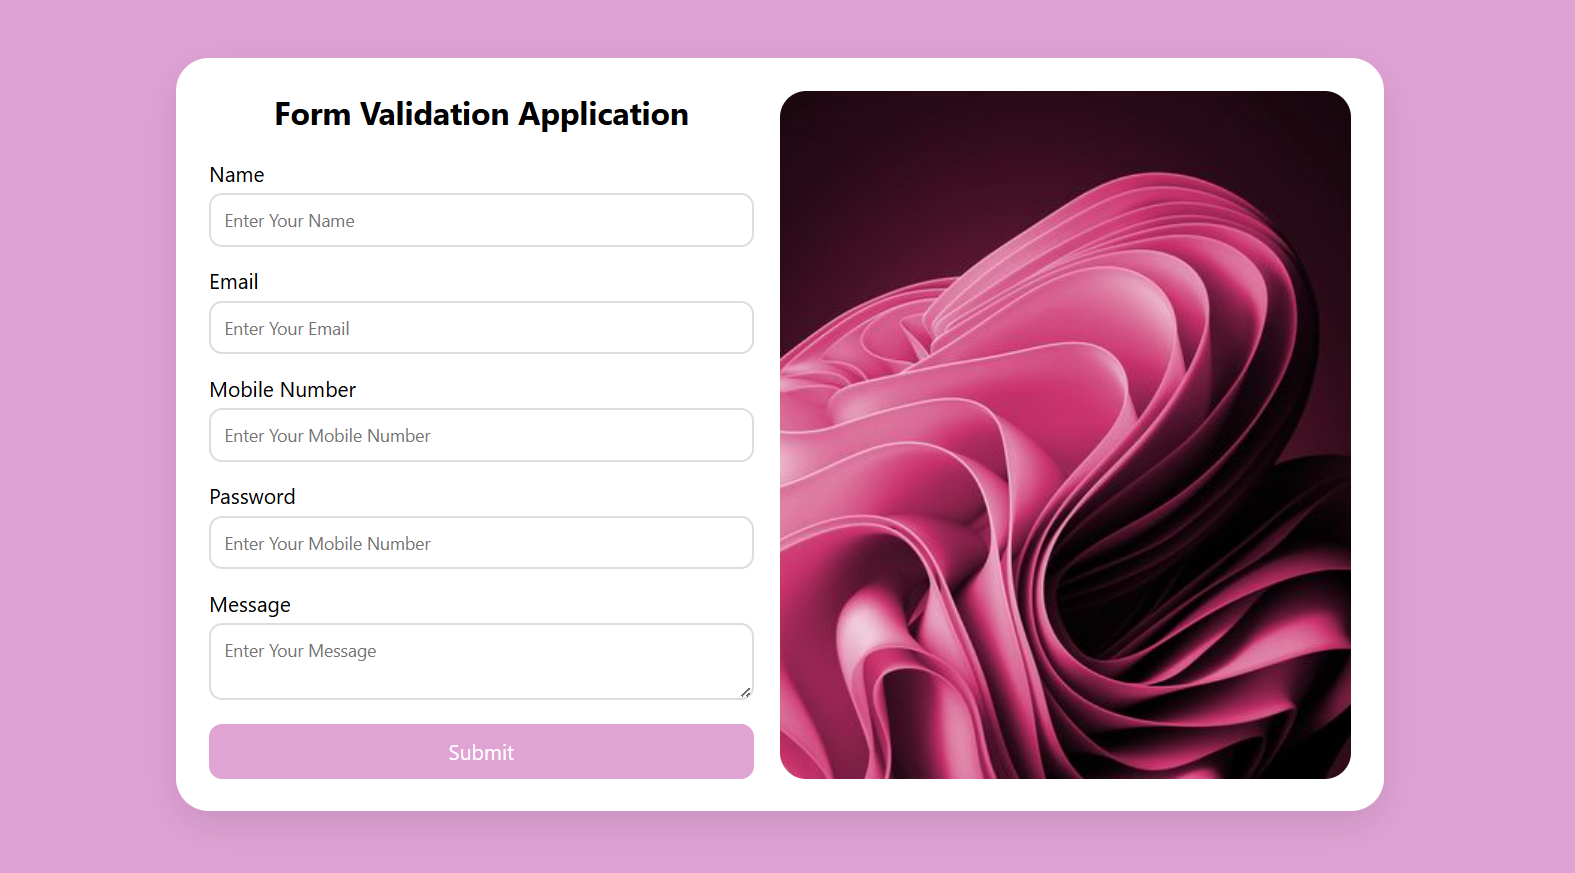 Form Validation Application
Name
Enter Your Name
Email
Enter Your Email
Mobile Number
Enter Your Mobile Number
Password
Enter Your Mobile Number
Message
Enter Your Message
Submit